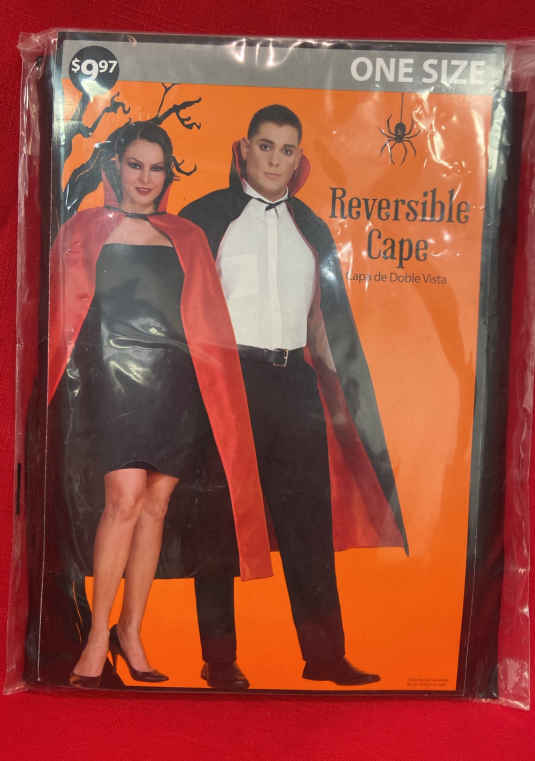 $9.97
ONE SIZE
Reversible
Cape
Capa de Doble Vista